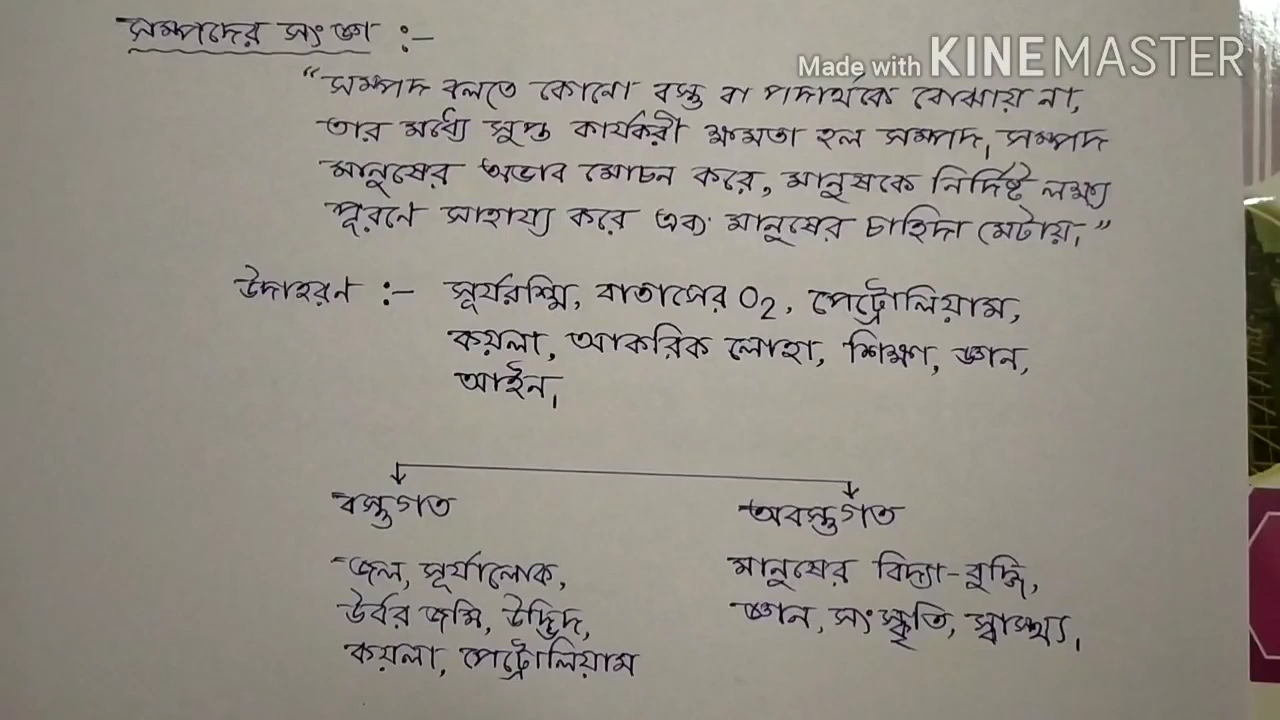 Made with KINEMASTER
সম্পদের সংজ্ঞা :-
"সম্পদ বলতে কোনো বস্তু বা পদার্থকে বোঝায় না,
তার মধ্যে সুপ্ত কার্যকরী ক্ষমতা হল সম্পদ। সম্পদ
মানুষের অভাব মোচন করে, মানুষকে নির্দিষ্ট লক্ষ্য
পূরণে সাহায্য করে এবং মানুষের চাহিদা মেটায়।"
উদাহরণ :- সূর্যরশ্মি, বাতাসের O₂, পেট্রোলিয়াম,
কয়লা, আকরিক লোহা, শিক্ষা, জ্ঞান,
আইন।
বস্তুগত অবস্তুগত
জল, সূর্যালোক,
উর্বর জমি, উদ্ভিদ,
কয়লা, পেট্রোলিয়াম
মানুষের বিদ্যা-বুদ্ধি,
জ্ঞান, সংস্কৃতি, স্বাস্থ্য।